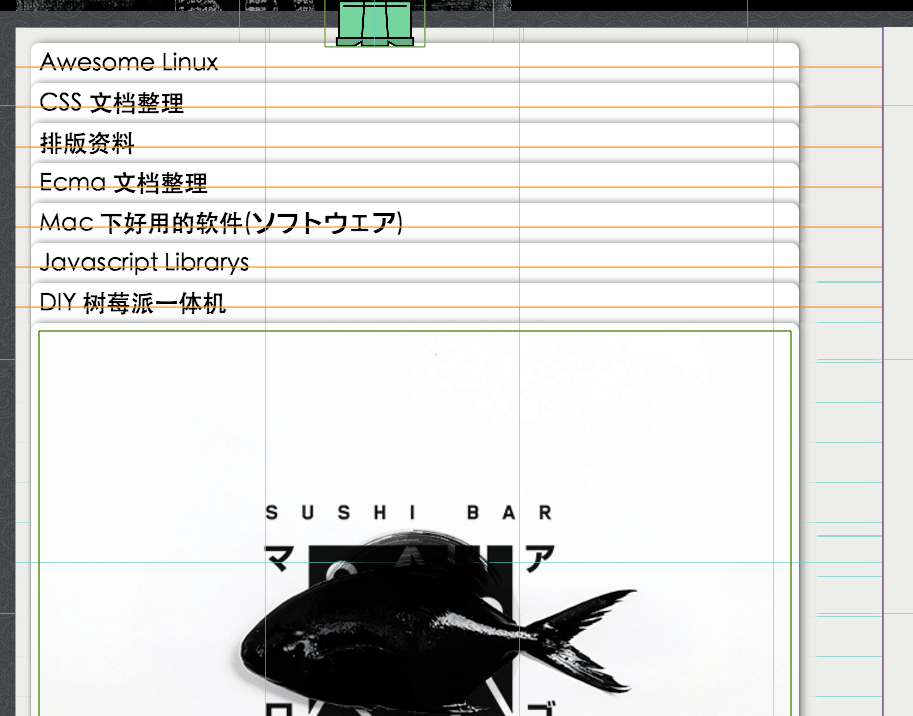 Awesome Linux
CSS 文档整理
排版资料
Ecma 文档整理
Mac 下好用的软件(ソフトウェア)
Javascript Librarys
DIY 树莓派一体机
SUSHI BAR
マ ア
ロ ゴ